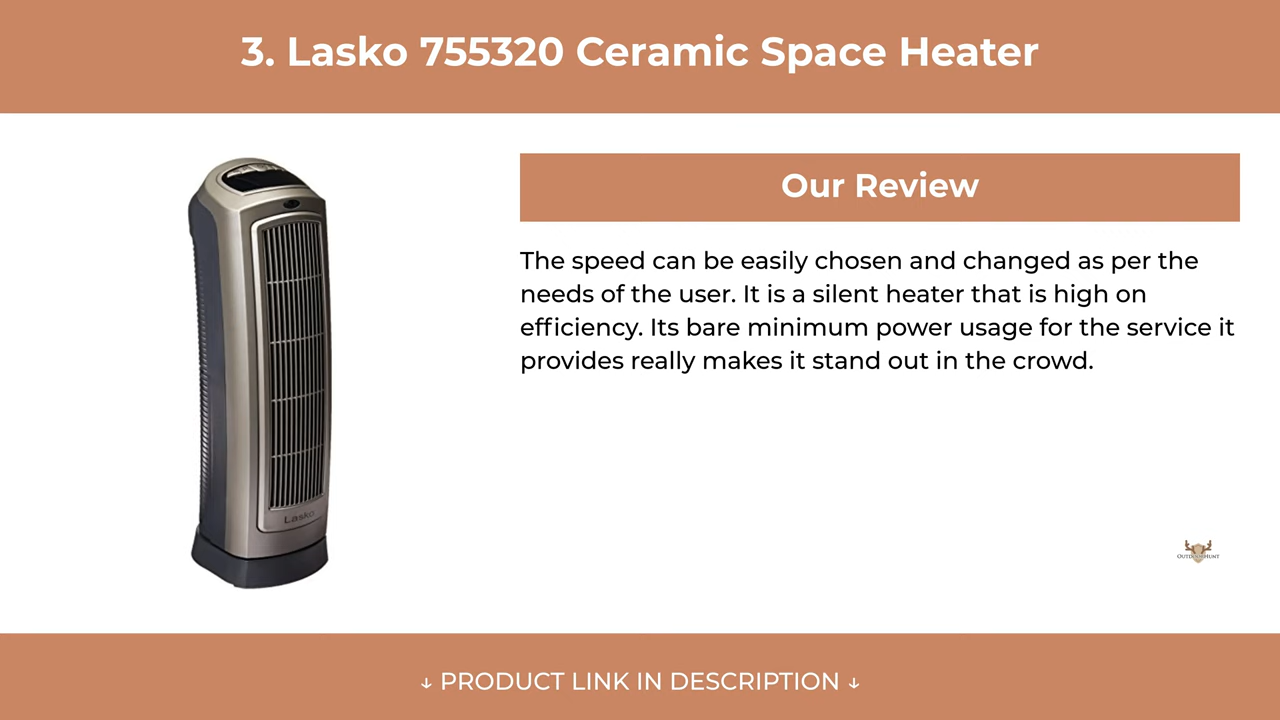 3. Lasko 755320 Ceramic Space Heater
Our Review
The speed can be easily chosen and changed as per the
needs of the user. It is a silent heater that is high on
efficiency. Its bare minimum power usage for the service it
provides really makes it stand out in the crowd.
Lasko
OUTDOORHUNT
↓ PRODUCT LINK IN DESCRIPTION ↓